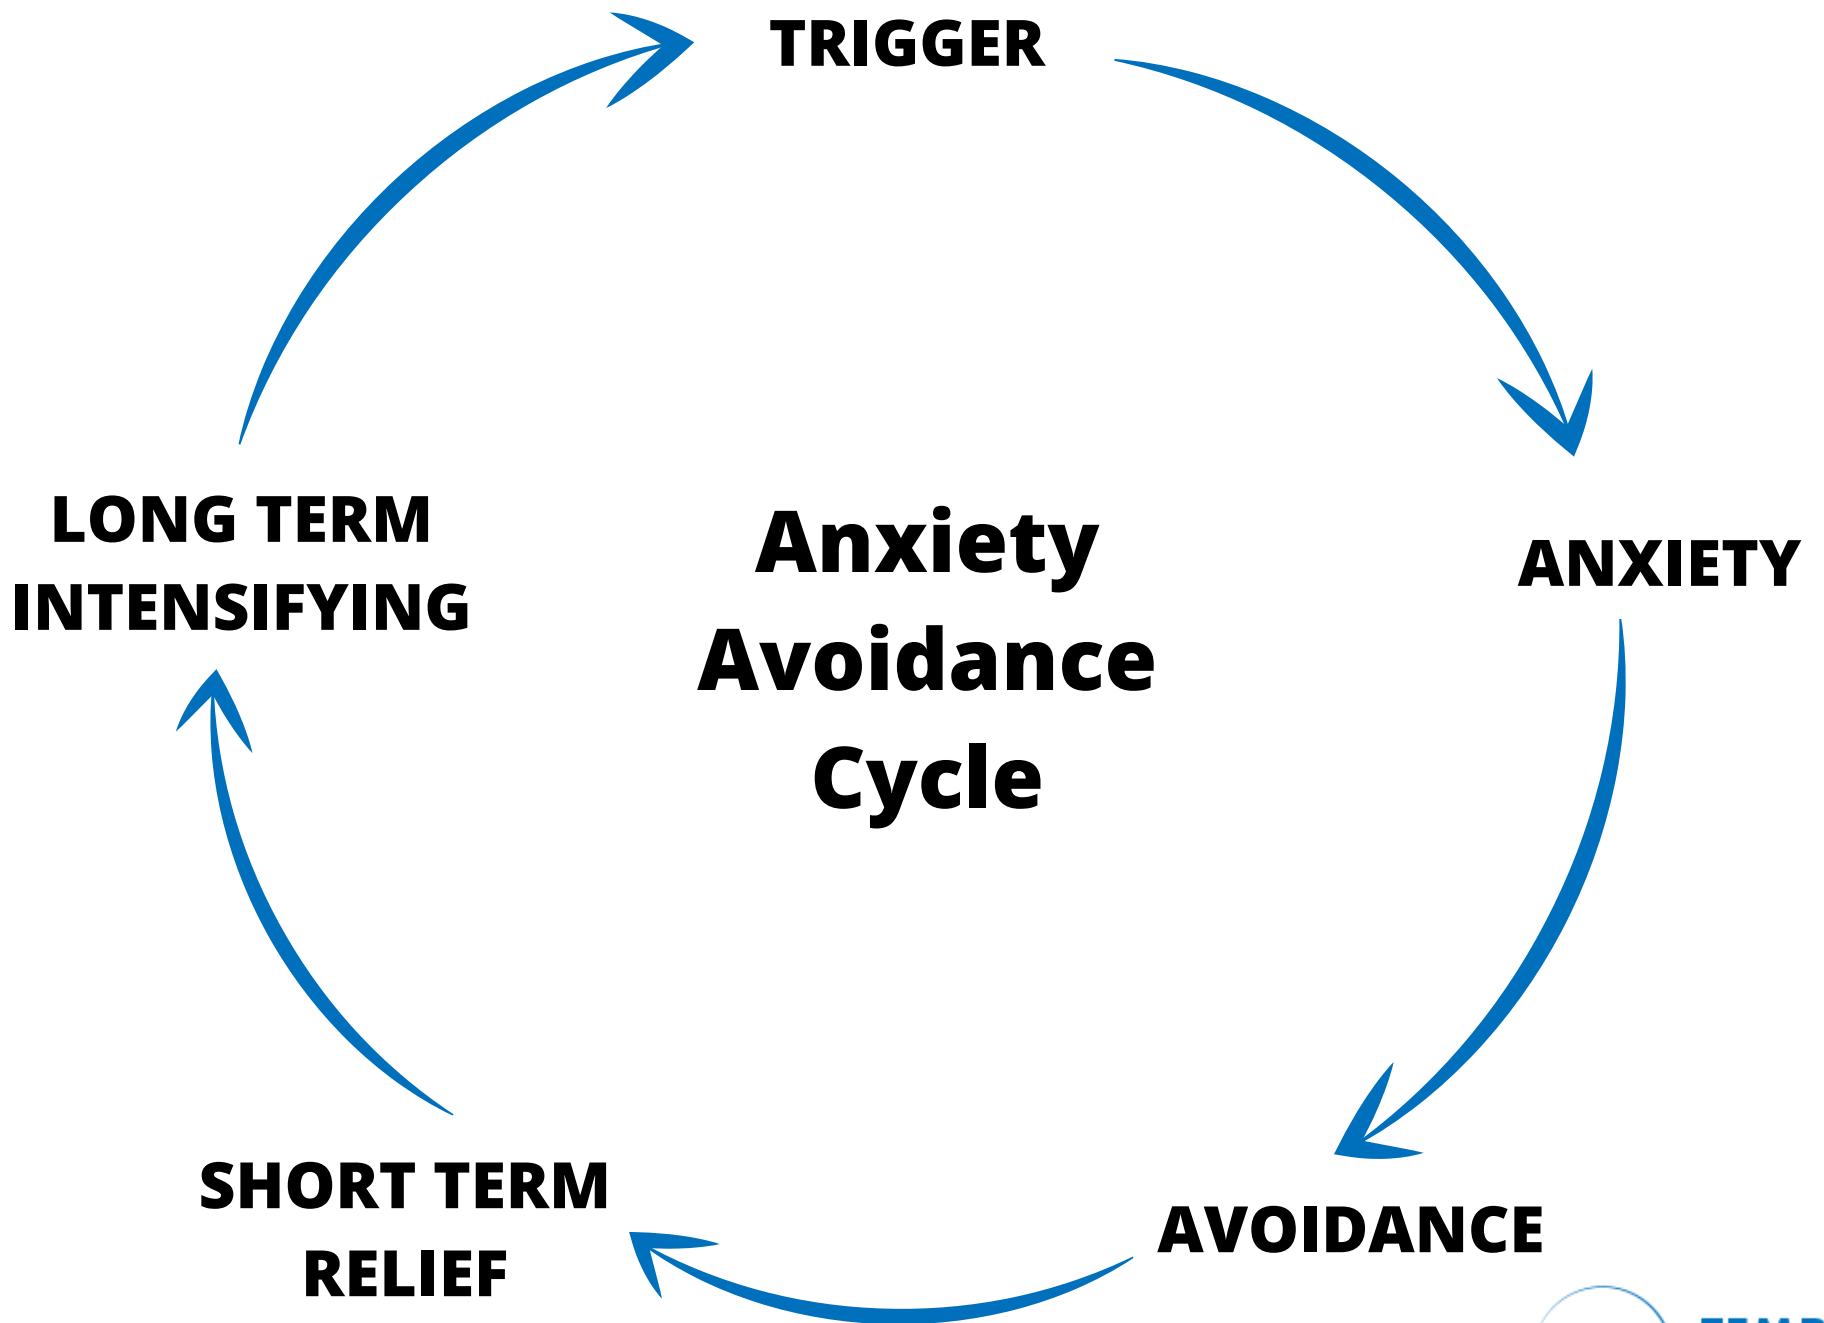 TRIGGER
ANXIETY
AVOIDANCE
SHORT TERM
RELIEF
LONG TERM
INTENSIFYING
Anxiety
Avoidance
Cycle